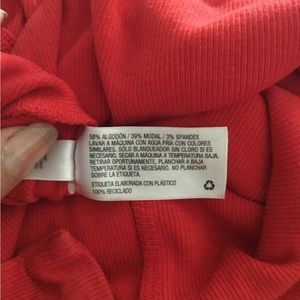 58% ALGODÓN / 39% MODAL / 3% SPANDEX
LAVAR A MÁQUINA CON AGUA FRÍA CON COLORES
SIMILARES. SOLO BLANQUEADOR SIN CLORO SI ES
NECESARIO. SECAR A MÁQUINA A TEMPERATURA BAJA.
RETIRAR OPORTUNAMENTE. PLANCHAR A
TEMPERATURA BAJA SI ES NECESARIO. NO PLANCHAR
SOBRE LA ETIQUETA.
ETIQUETA ELABORADA CON PLÁSTICO
100% RECICLADO